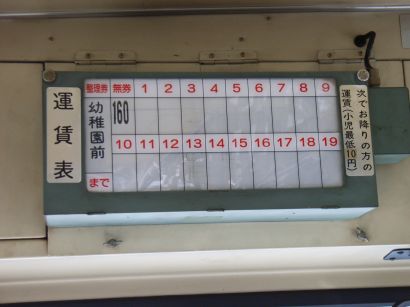 運賃表
整理券 無券 1 2 3 4 5 6 7 8 9
幼稚園前
160
10 11 12 13 14 15 16 17 18 19
まで
次でお降りの方の
運賃(小児最低10円)